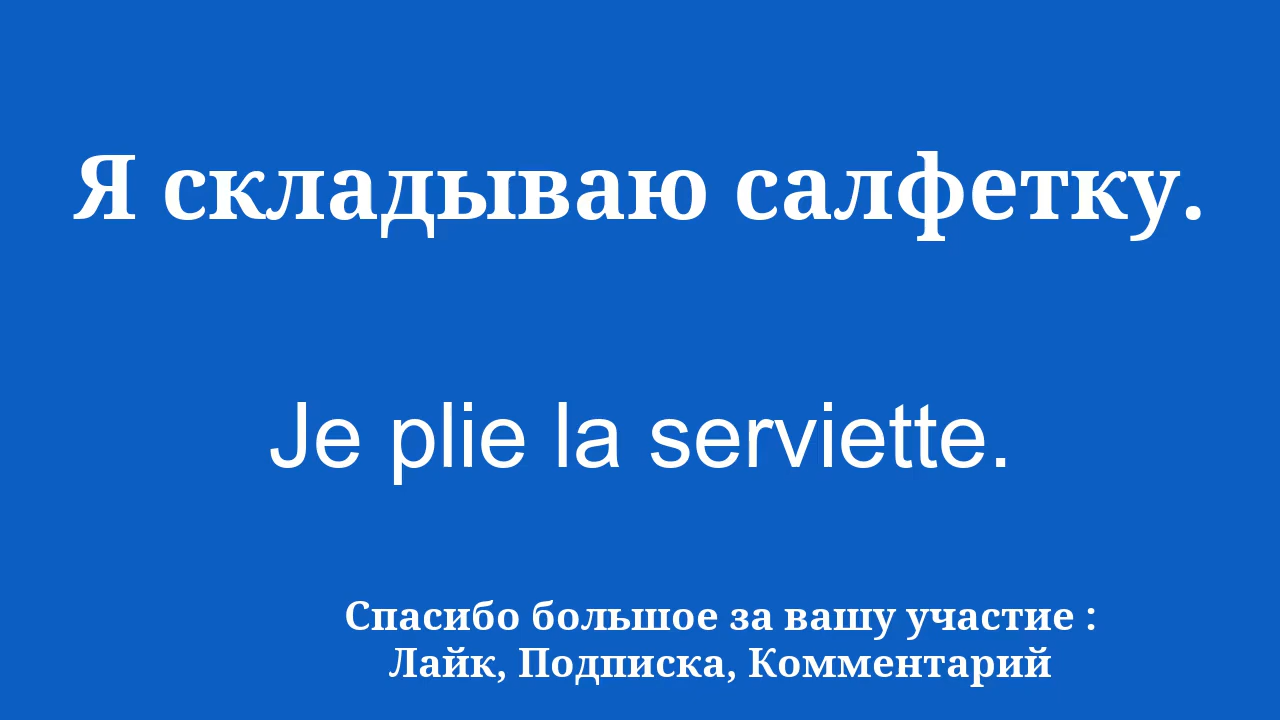 Я складываю салфетку.
Je plie la serviette.
Спасибо большое за вашу участие :
Лайк, Подписка, Комментарий